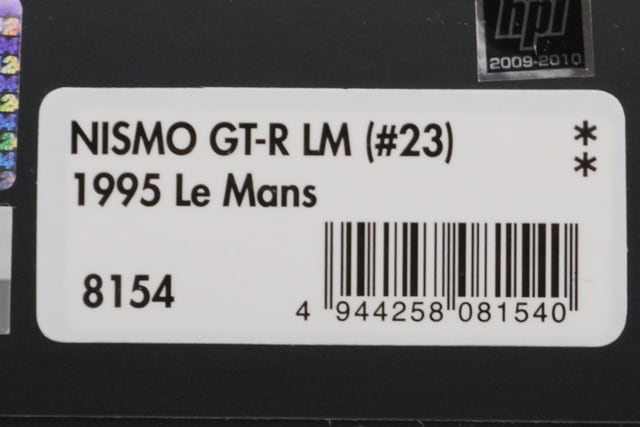 hpi
2009-2010
NISMO GT-R LM (#23) *
1995 Le Mans *
8154
4 944258 081540